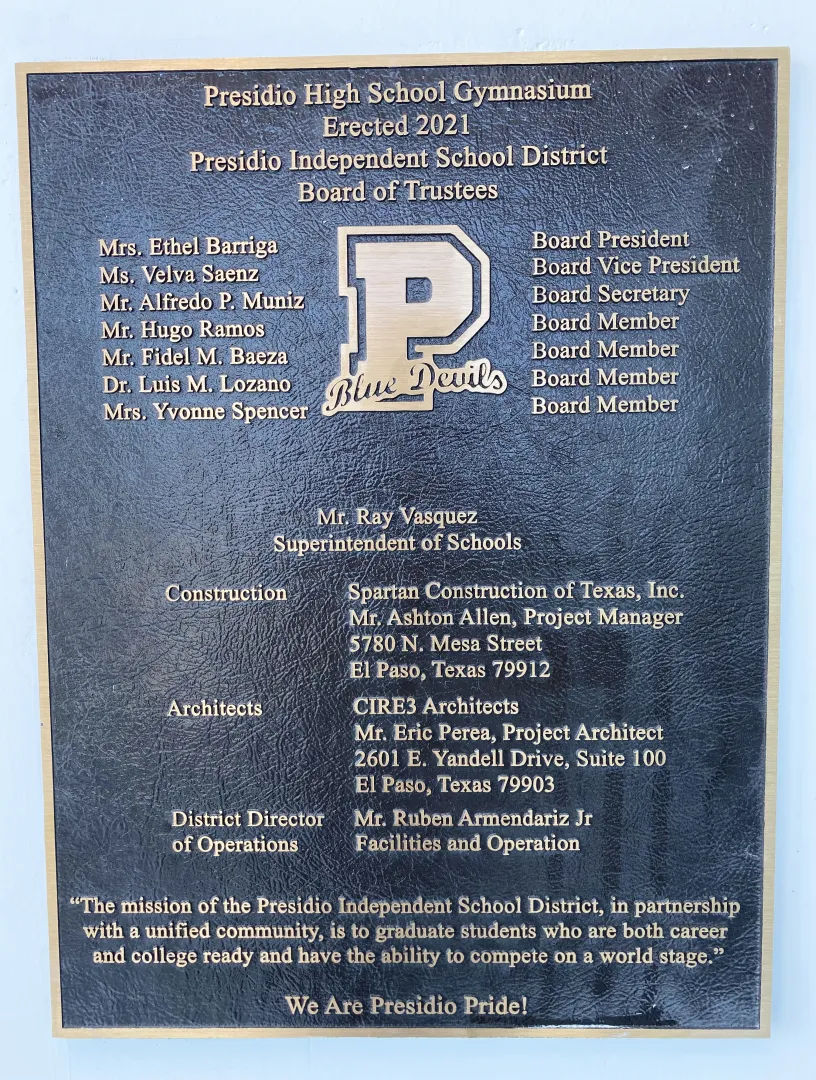 Presidio High School Gymnasium
Erected 2021
Presidio Independent School District
Board of Trustees
Mrs. Ethel Barriga Board President
Ms. Velva Saenz Board Vice President
Mr. Alfredo P. Muniz Board Secretary
Mr. Hugo Ramos Board Member
Mr. Fidel M. Baeza Board Member
Dr. Luis M. Lozano Board Member
Mrs. Yvonne Spencer Board Member
P
Blue Devils
Mr. Ray Vasquez
Superintendent of Schools
Construction Spartan Construction of Texas, Inc.
Mr. Ashton Allen, Project Manager
5780 N. Mesa Street
El Paso, Texas 79912
Architects CIRE3 Architects
Mr. Eric Perea, Project Architect
2601 E. Yandell Drive, Suite 100
El Paso, Texas 79903
District Director Mr. Ruben Armendariz Jr
of Operations Facilities and Operation
“The mission of the Presidio Independent School District, in partnership
with a unified community, is to graduate students who are both career
and college ready and have the ability to compete on a world stage.”
We Are Presidio Pride!